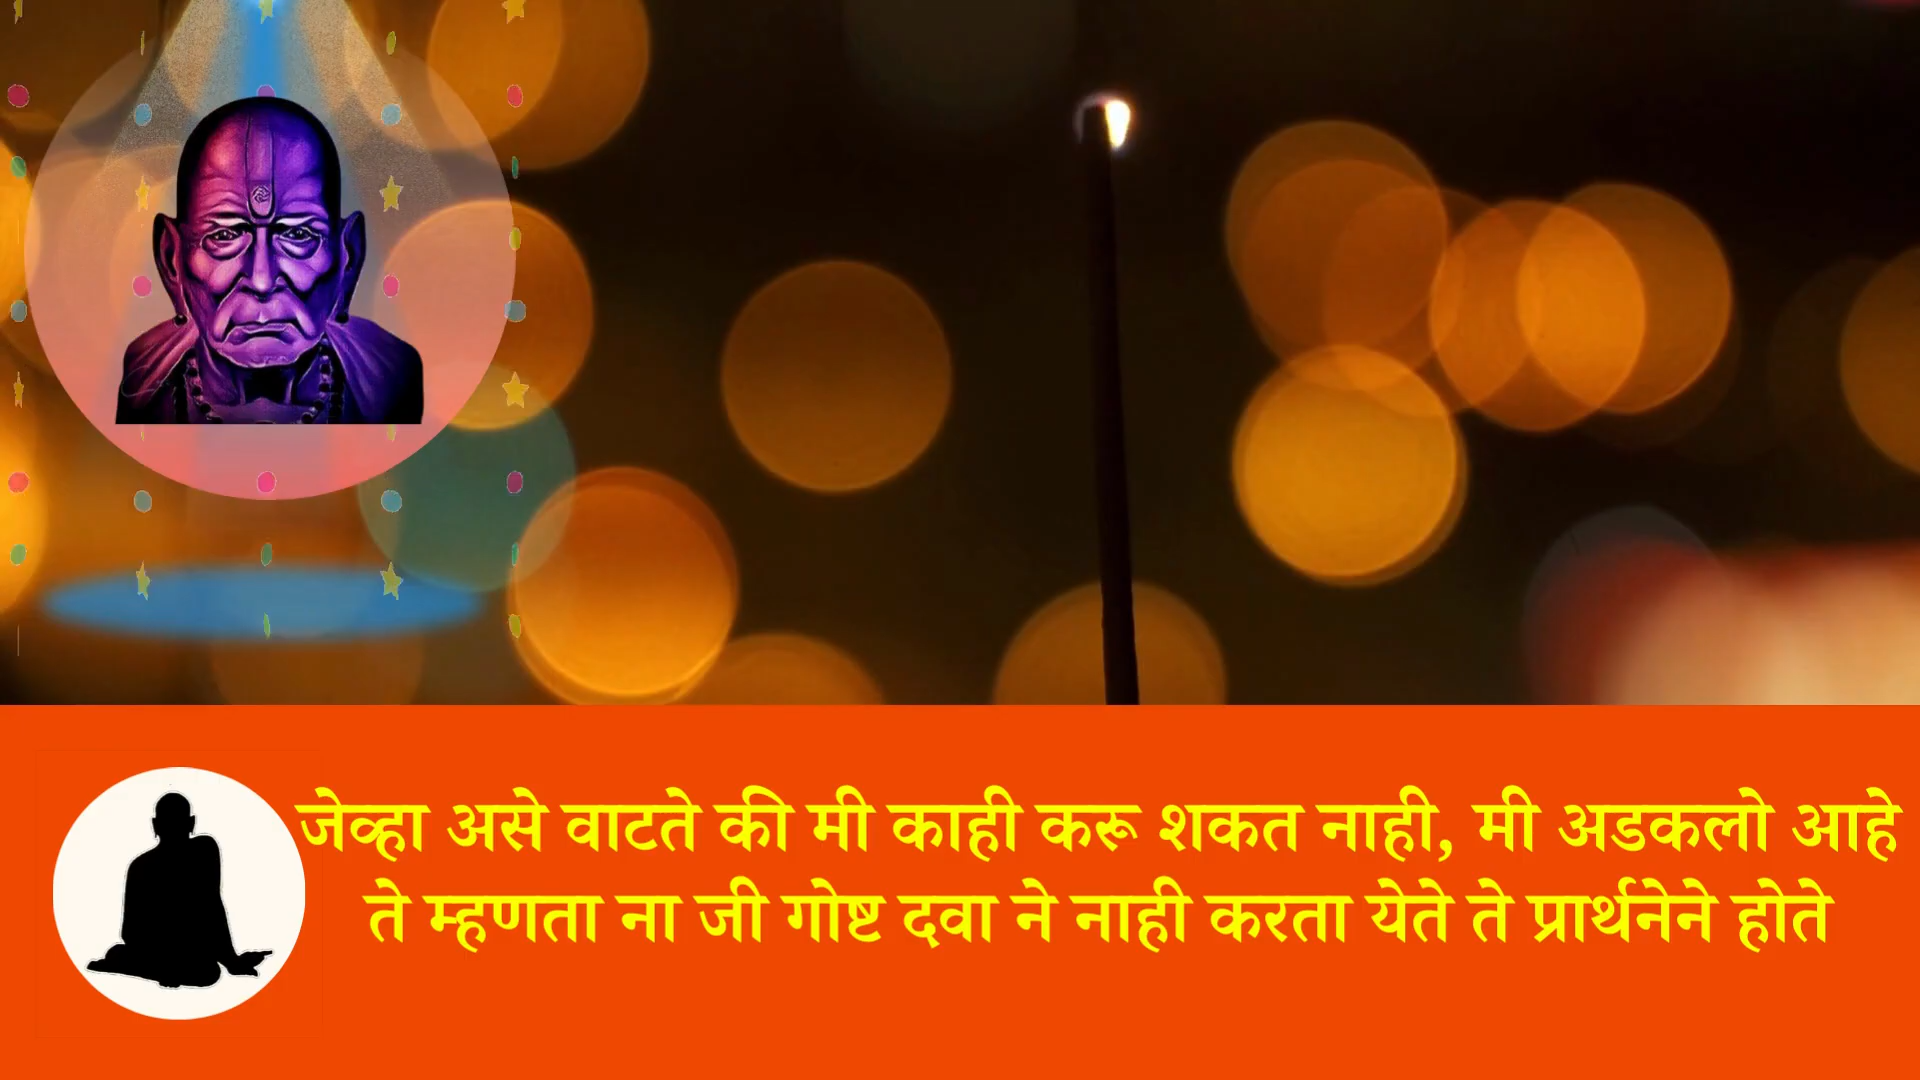 जेव्हा असे वाटते की मी काही करू शकत नाही, मी अडकलो आहे
ते म्हणता ना जी गोष्ट दवा ने नाही करता येते ते प्रार्थनेने होते